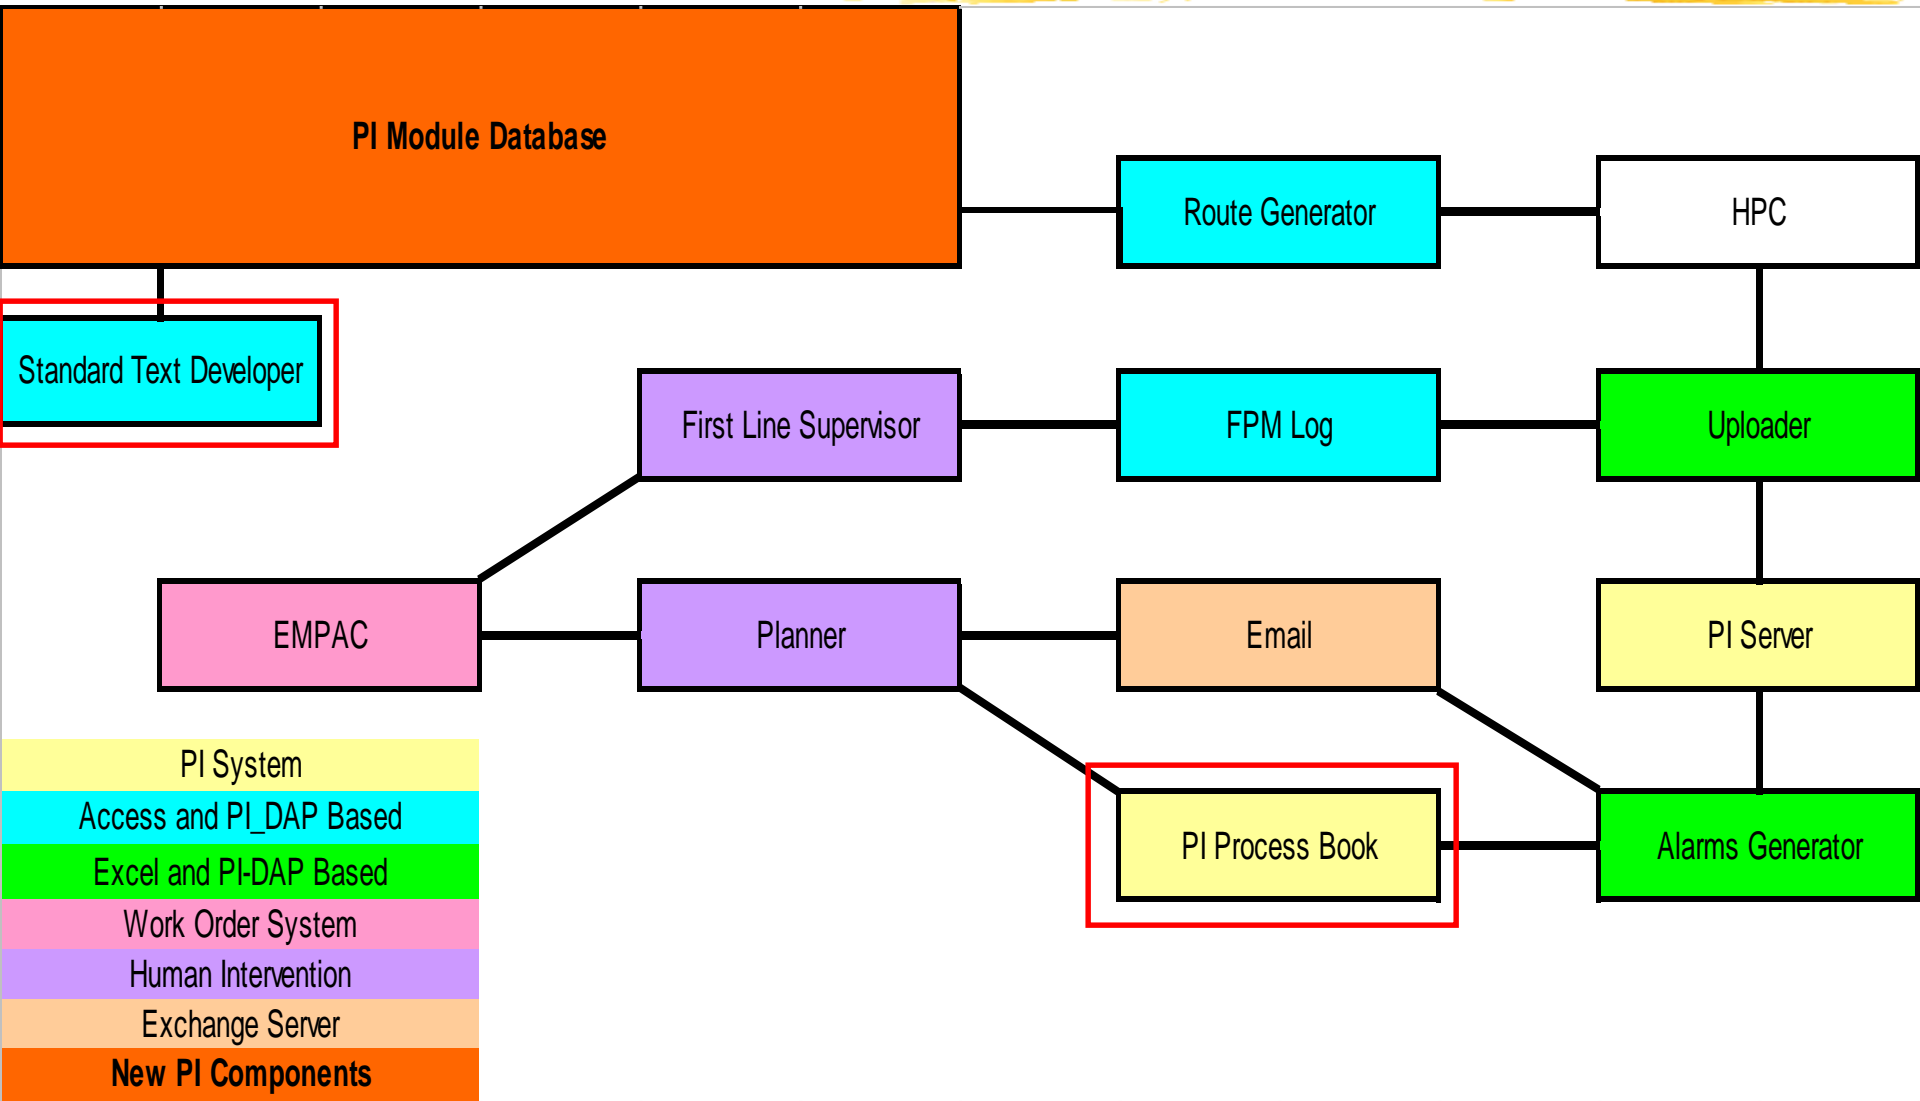 PI Module Database
Route Generator
HPC
Standard Text Developer
First Line Supervisor
FPM Log
Uploader
EMPAC
Planner
Email
PI Server
PI Process Book
Alarms Generator
PI System
Access and PI_DAP Based
Excel and PI-DAP Based
Work Order System
Human Intervention
Exchange Server
New PI Components